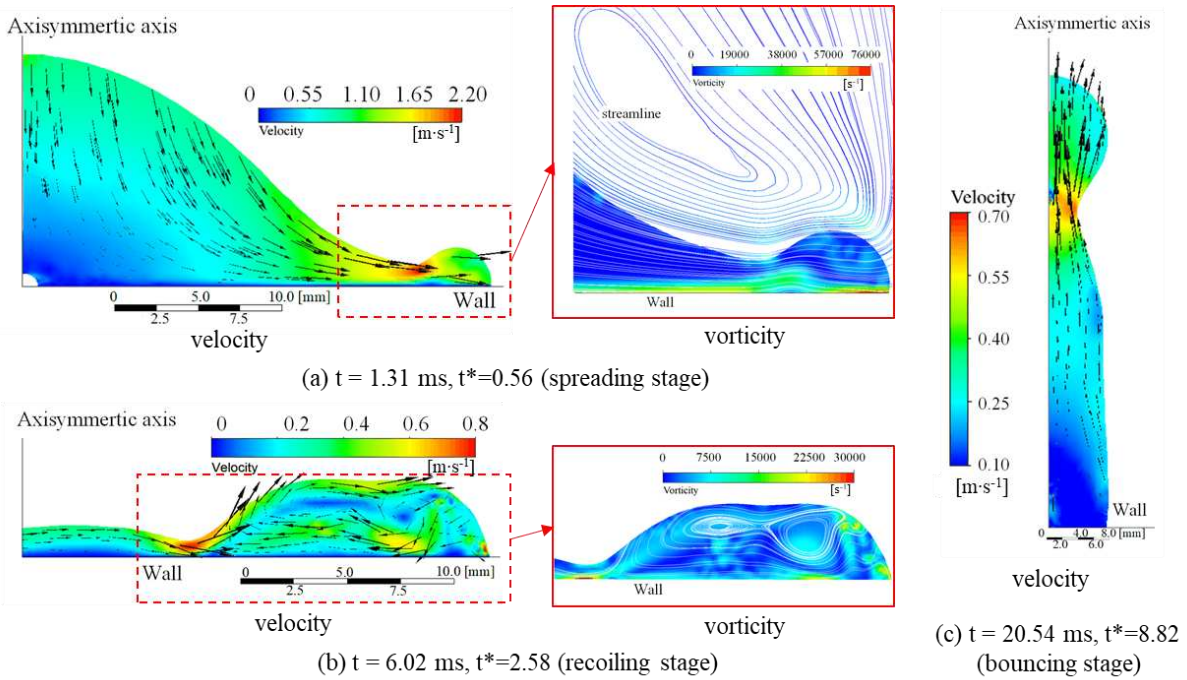 Axisymmertic axis
0 0.55 1.10 1.65 2.20
Velocity [m·s⁻¹]
0 5.0 10.0 [mm]
2.5 7.5
Wall
velocity
0 19000 38000 57000 76000
Vorticity [s⁻¹]
streamline
Wall
vorticity
(a) t = 1.31 ms, t*=0.56 (spreading stage)
Axisymmertic axis
0 0.2 0.4 0.6 0.8
Velocity [m·s⁻¹]
Wall
0 5.0 10.0 [mm]
2.5 7.5
velocity
0 7500 15000 22500 30000
Vorticity [s⁻¹]
Wall
vorticity
(b) t = 6.02 ms, t*=2.58 (recoiling stage)
Axisymmertic axis
Velocity
0.70
0.55
0.40
0.25
0.10
[m·s⁻¹]
Wall
0 4.0 8.0 [mm]
2.0 6.0
velocity
(c) t = 20.54 ms, t*=8.82
(bouncing stage)